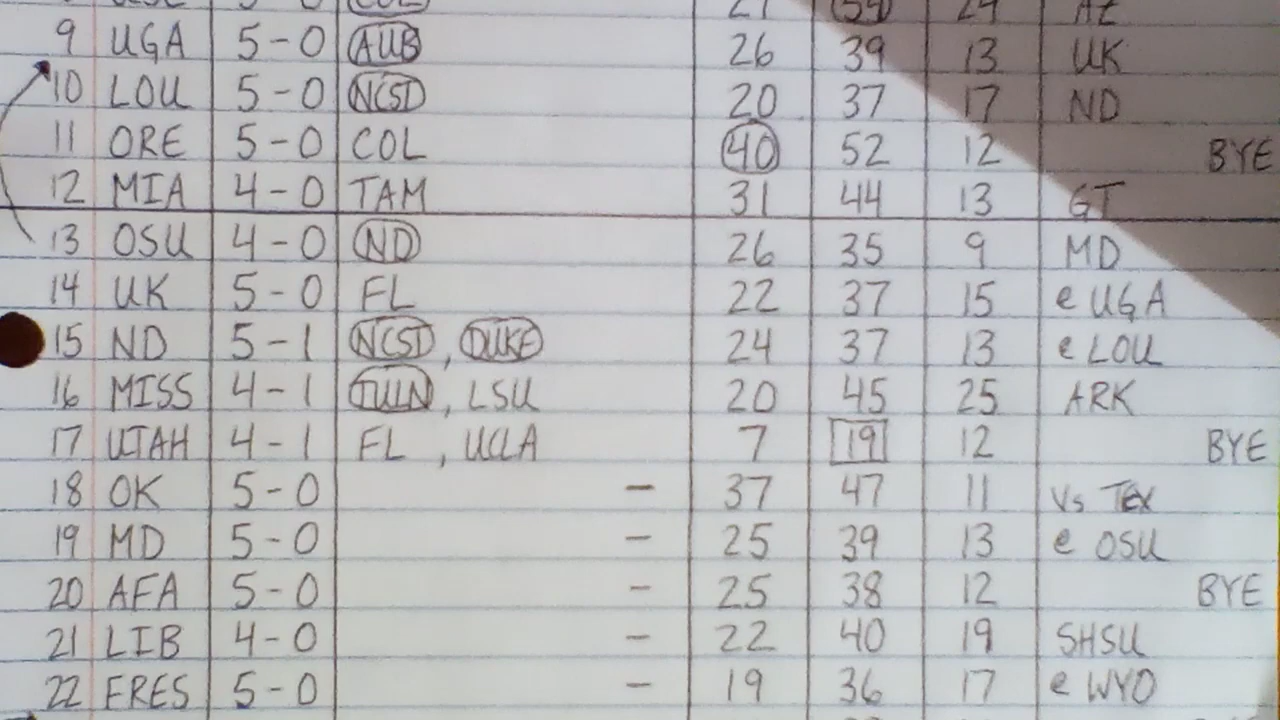 27 59 24 AZ
9 UGA 5-0 AUB 26 39 13 UK
10 LOU 5-0 NCST 20 37 17 ND
11 ORE 5-0 COL 40 52 12 BYE
12 MIA 4-0 TAM 31 44 13 GT
13 OSU 4-0 ND 26 35 9 MD
14 UK 5-0 FL 22 37 15 @ UGA
15 ND 5-1 NCST, DUKE 24 37 13 @ LOU
16 MISS 4-1 TULN, LSU 20 45 25 ARK
17 UTAH 4-1 FL, UCLA 7 19 12 BYE
18 OK 5-0 - 37 47 11 Vs TEX
19 MD 5-0 - 25 39 13 @ OSU
20 AFA 5-0 - 25 38 12 BYE
21 LIB 4-0 - 22 40 19 SHSU
22 FRES 5-0 - 19 36 17 @ WYO